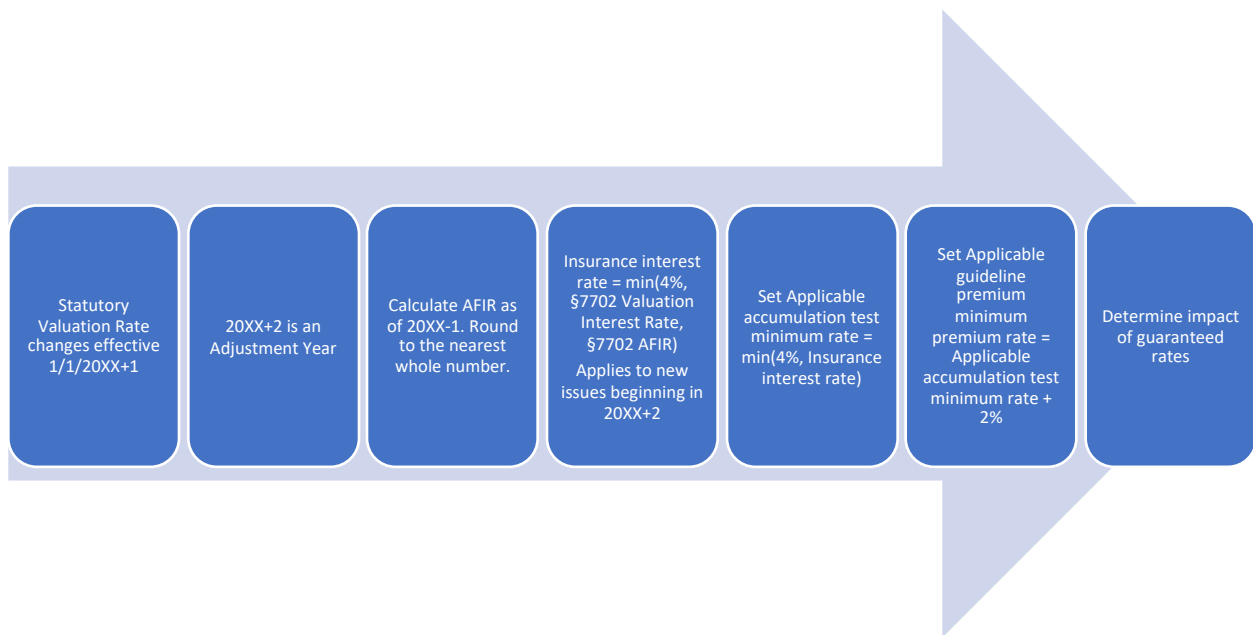 Statutory
Valuation Rate
changes effective
1/1/20XX+1
20XX+2 is an
Adjustment Year
Calculate AFIR as
of 20XX-1. Round
to the nearest
whole number.
Insurance interest
rate = min(4%,
§7702 Valuation
Interest Rate,
§7702 AFIR)
Applies to new
issues beginning in
20XX+2
Set Applicable
accumulation test
minimum rate =
min(4%, Insurance
interest rate)
Set Applicable
guideline
premium
minimum
premium rate =
Applicable
accumulation test
minimum rate +
2%
Determine impact
of guaranteed
rates